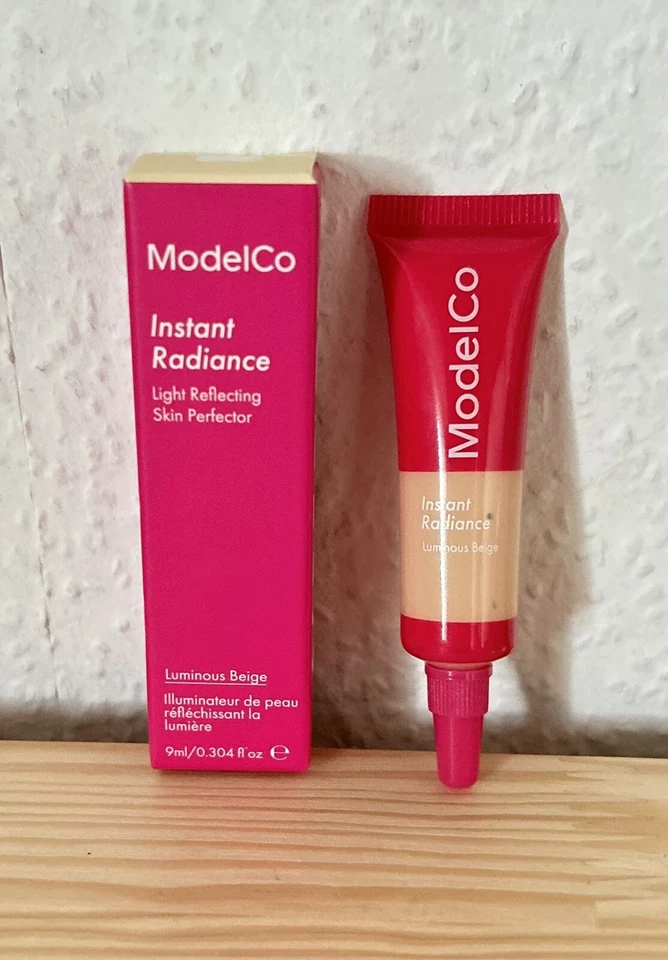 ModelCo
Instant
Radiance
Light Reflecting
Skin Perfector
Luminous Beige
Illuminateur de peau
réfléchissant la
lumière
9ml/0.304 fl oz ℮
ModelCo
Instant
Radiance
Luminous Beige